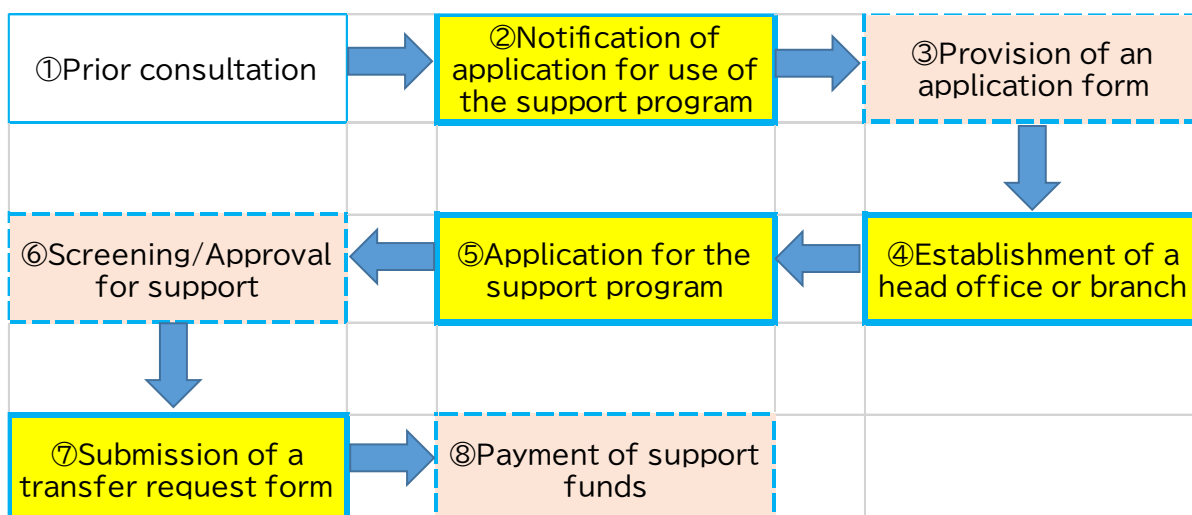 ①Prior consultation
②Notification of
application for use of
the support program
③Provision of an
application form
④Establishment of a
head office or branch
⑤Application for the
support program
⑥Screening/Approval
for support
⑦Submission of a
transfer request form
⑧Payment of support
funds